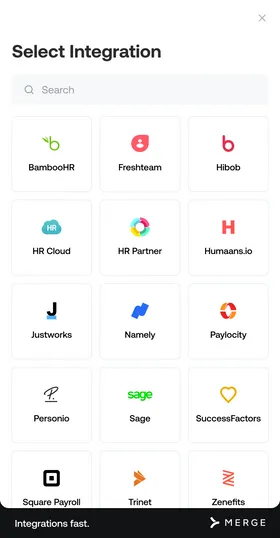 Select Integration
Search
BambooHR
Freshteam
Hibob
HR
HR Cloud
HR Partner
Humaans.io
Justworks
Namely
Paylocity
Personio
sage
Sage
SuccessFactors
Square Payroll
Trinet
Zenefits
Integrations fast.
MERGE